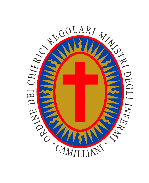 ORDINE DEI CHIERICI REGOLARI MINISTRI DEGLI INFERMI
· CAMILLIANI ·